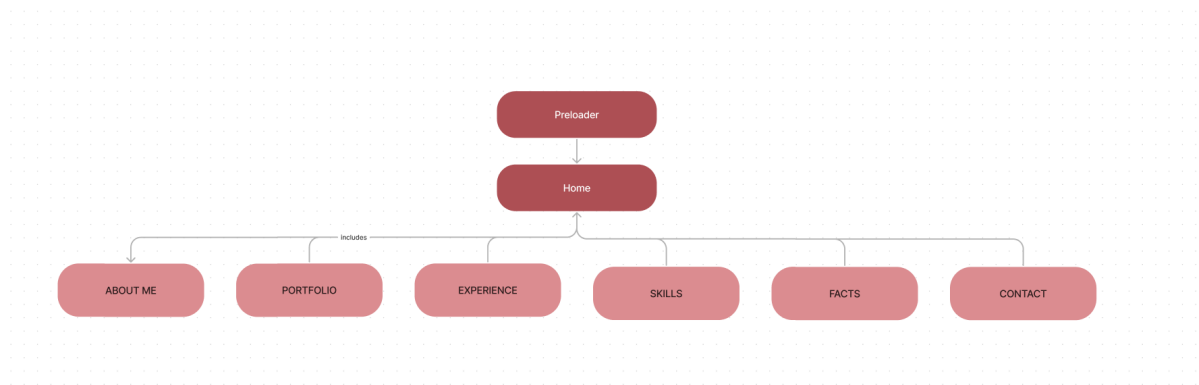 Preloader
Home
includes
ABOUT ME
PORTFOLIO
EXPERIENCE
SKILLS
FACTS
CONTACT